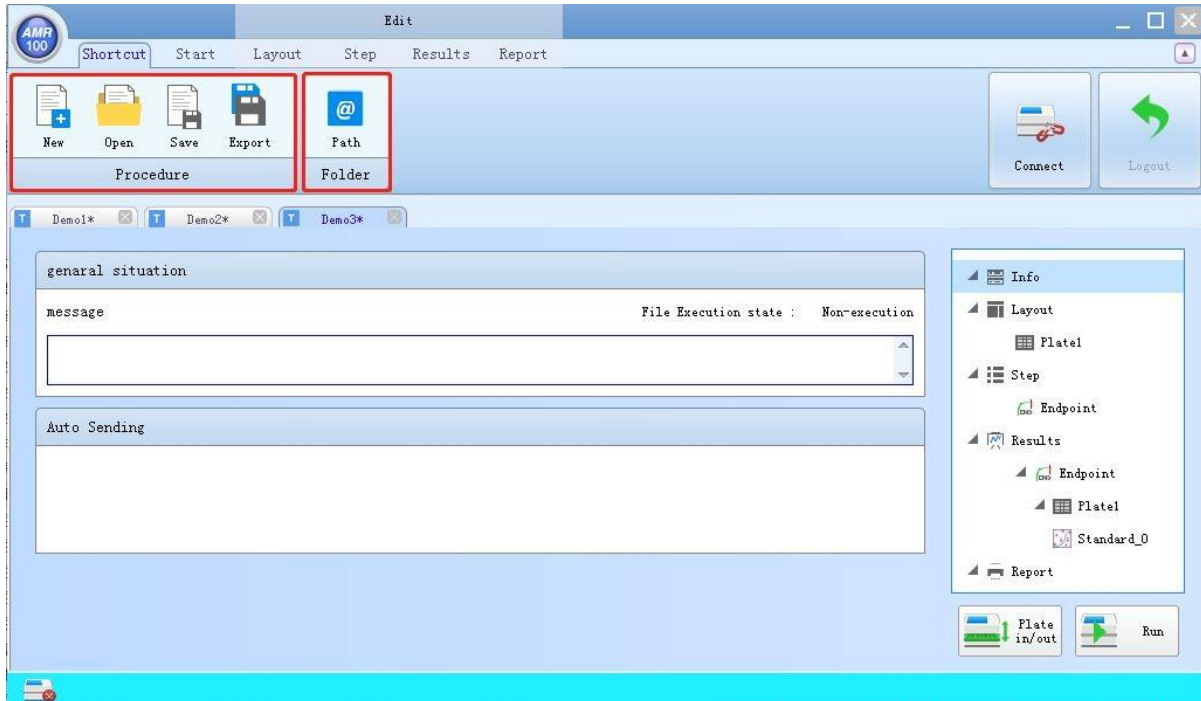 AMR
100
Edit
Shortcut Start Layout Step Results Report
New Open Save Export
Procedure
@
Path
Folder
Connect
Logout
T Demo1* T Demo2* T Demo3*
genaral situation
message File Execution state : Non-execution
Auto Sending
Info
Layout
Plate1
Step
END Endpoint
Results
END Endpoint
Plate1
Standard_0
Report
Plate
in/out
Run